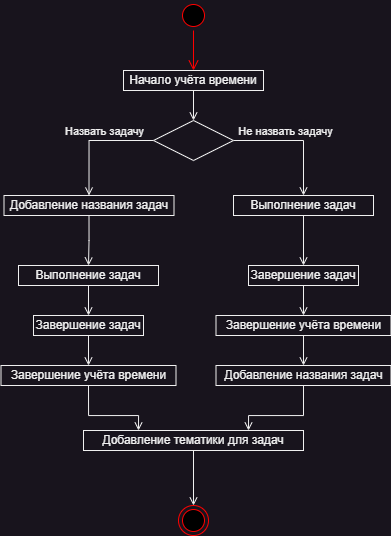 Начало учёта времени
Назвать задачу
Не назвать задачу
Добавление названия задач
Выполнение задач
Выполнение задач
Завершение задач
Завершение задач
Завершение учёта времени
Завершение учёта времени
Добавление названия задач
Добавление тематики для задач